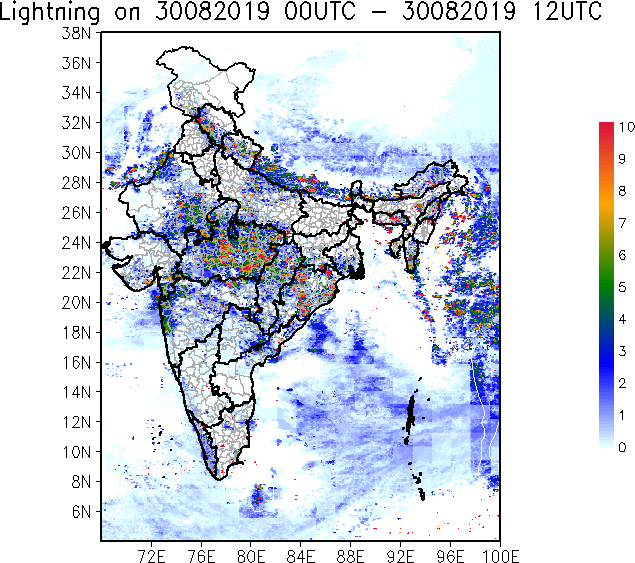 Lightning on 30082019 00UTC – 30082019 12UTC
38N
36N
34N
32N
30N
28N
26N
24N
22N
20N
18N
16N
14N
12N
10N
8N
6N
72E 76E 80E 84E 88E 92E 96E 100E
10
9
8
7
6
5
4
3
2
1
0